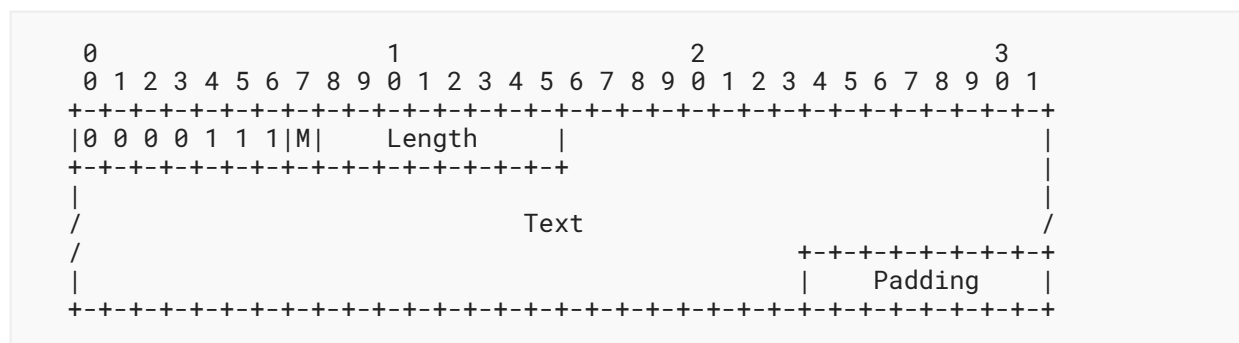 0                   1                   2                   3
 0 1 2 3 4 5 6 7 8 9 0 1 2 3 4 5 6 7 8 9 0 1 2 3 4 5 6 7 8 9 0 1
+-+-+-+-+-+-+-+-+-+-+-+-+-+-+-+-+-+-+-+-+-+-+-+-+-+-+-+-+-+-+-+-+
|0 0 0 0 1 1 1|M|    Length     |                               |
+-+-+-+-+-+-+-+-+-+-+-+-+-+-+-+-+                               |
|                                                               |
/                             Text                              /
/                                               +-+-+-+-+-+-+-+-+
|                                               |    Padding    |
+-+-+-+-+-+-+-+-+-+-+-+-+-+-+-+-+-+-+-+-+-+-+-+-+-+-+-+-+-+-+-+-+